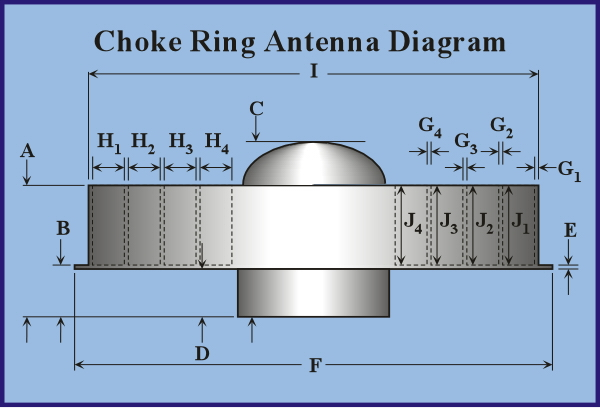 Choke Ring Antenna Diagram
I
C
H1 H2 H3 H4
G4 G2
G3
A
G1
J4 J3 J2 J1
B
E
D
F